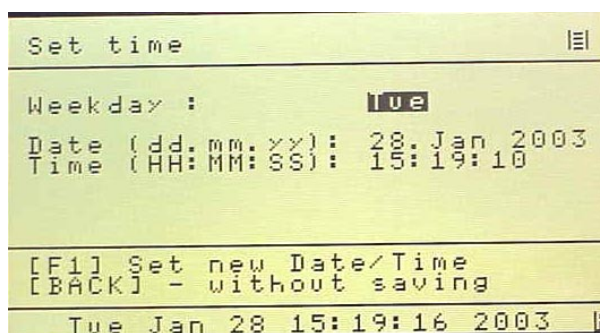 Set time
Weekday : Tue
Date (dd.mm.yy): 28.Jan 2003
Time (HH:MM:SS): 15:19:10
[F1] Set new Date/Time
[BACK] - without saving
Tue Jan 28 15:19:16 2003